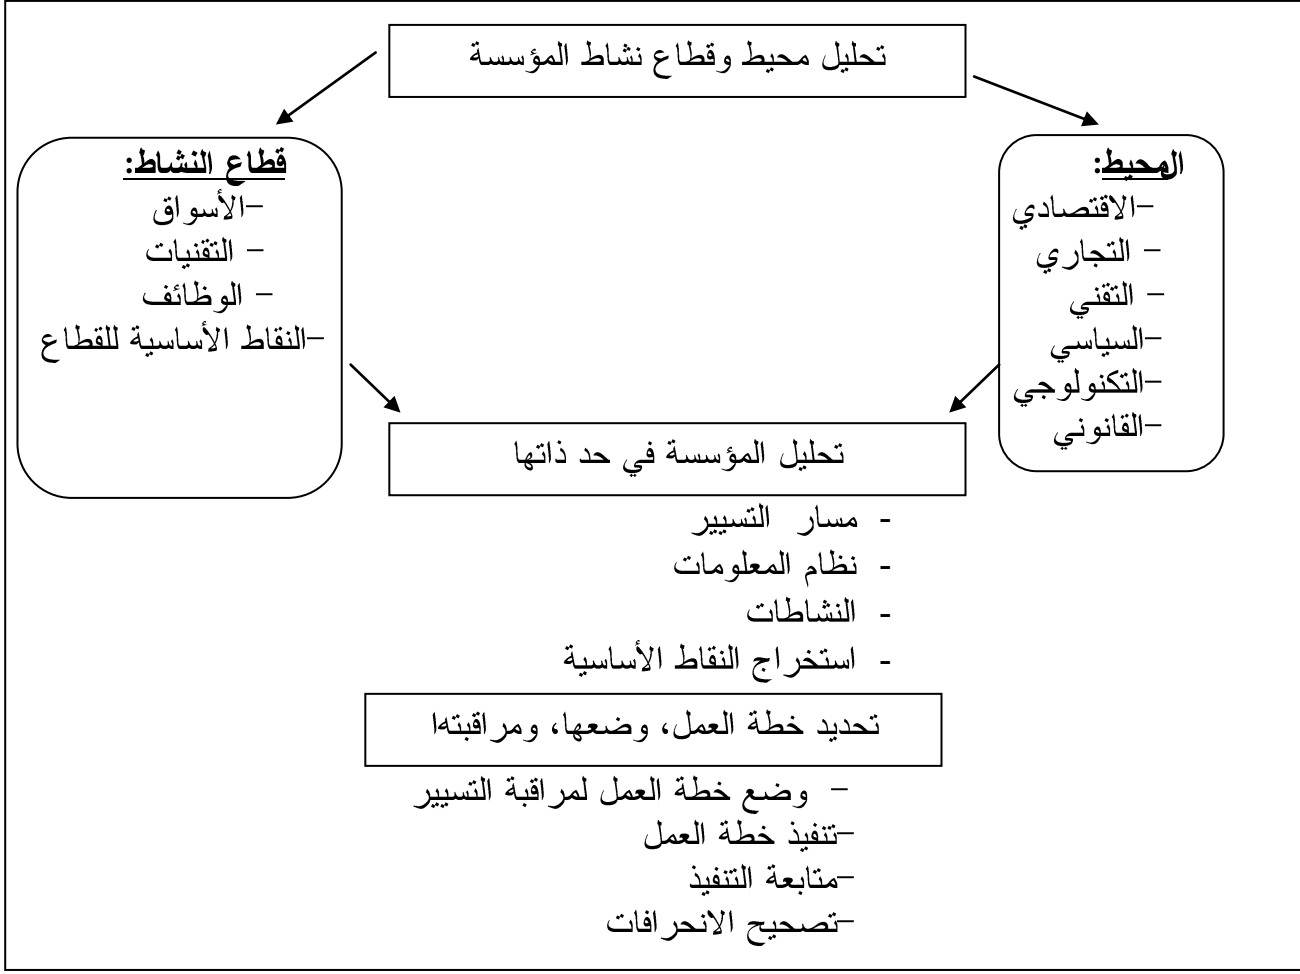 تحليل محيط وقطاع نشاط المؤسسة
المحيط:
-الاقتصادي
- التجاري
- التقني
-السياسي
-التكنولوجي
-القانوني
قطاع النشاط:
-الأسواق
- التقنيات
- الوظائف
-النقاط الأساسية للقطاع
تحليل المؤسسة في حد ذاتها
- مسار التسيير
- نظام المعلومات
- النشاطات
- استخراج النقاط الأساسية
تحديد خطة العمل، وضعها، ومراقبتها
- وضع خطة العمل لمراقبة التسيير
-تنفيذ خطة العمل
-متابعة التنفيذ
-تصحيح الانحرافات